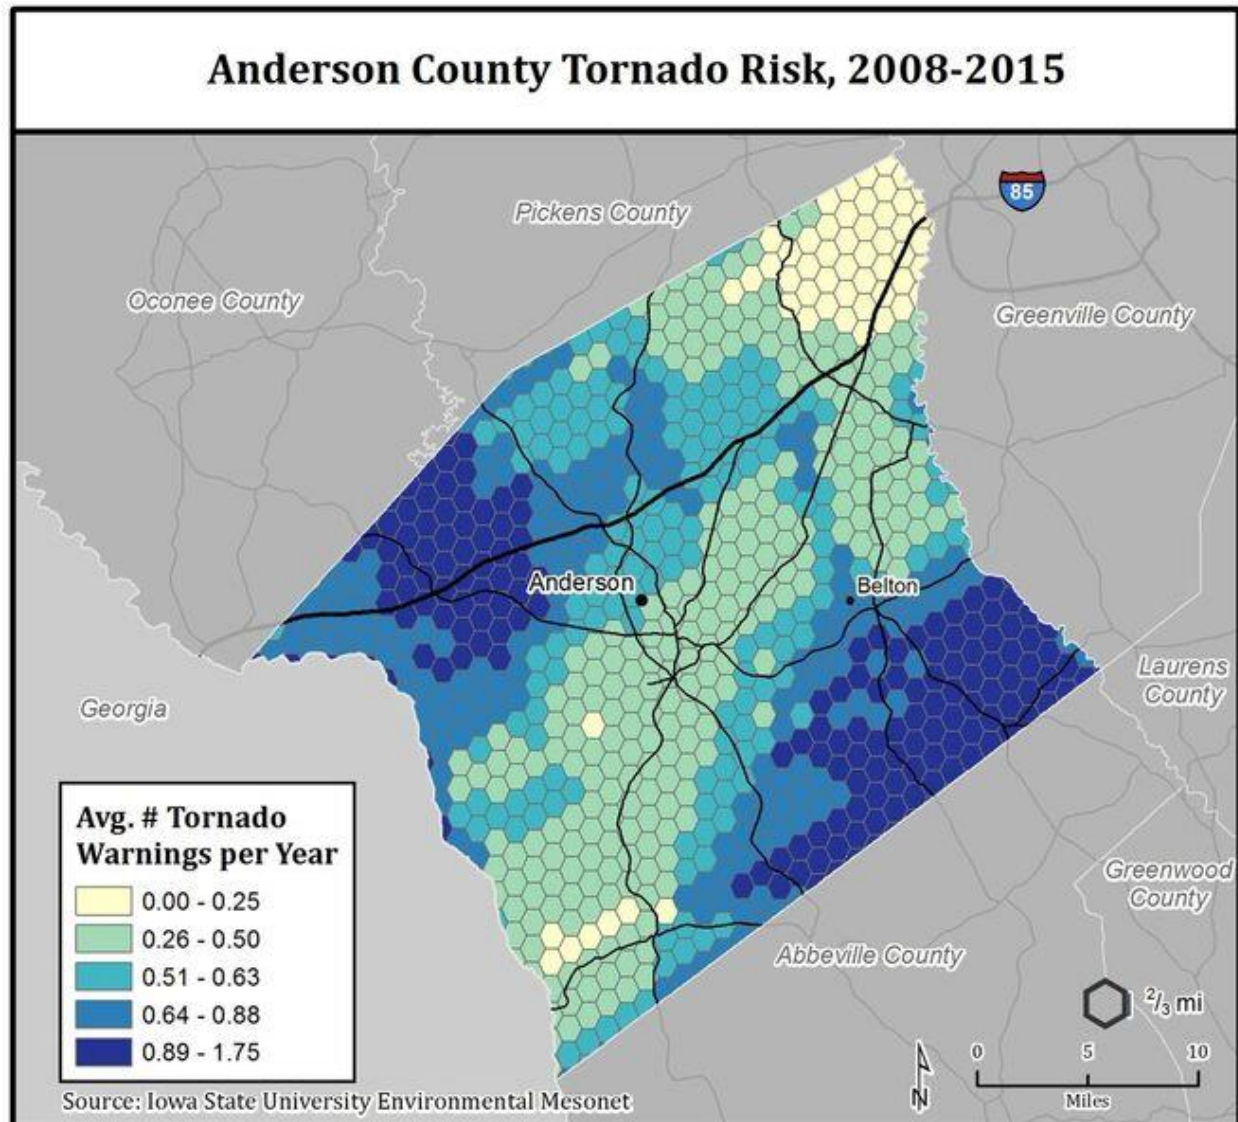 Anderson County Tornado Risk, 2008-2015
85
Pickens County
Oconee County
Greenville County
Anderson
Belton
Laurens
County
Georgia
Avg. # Tornado
Warnings per Year
0.00 - 0.25
0.26 - 0.50
0.51 - 0.63
0.64 - 0.88
0.89 - 1.75
Greenwood
County
Abbeville County
2/3 mi
0 5 10
Miles
N
Source: Iowa State University Environmental Mesonet